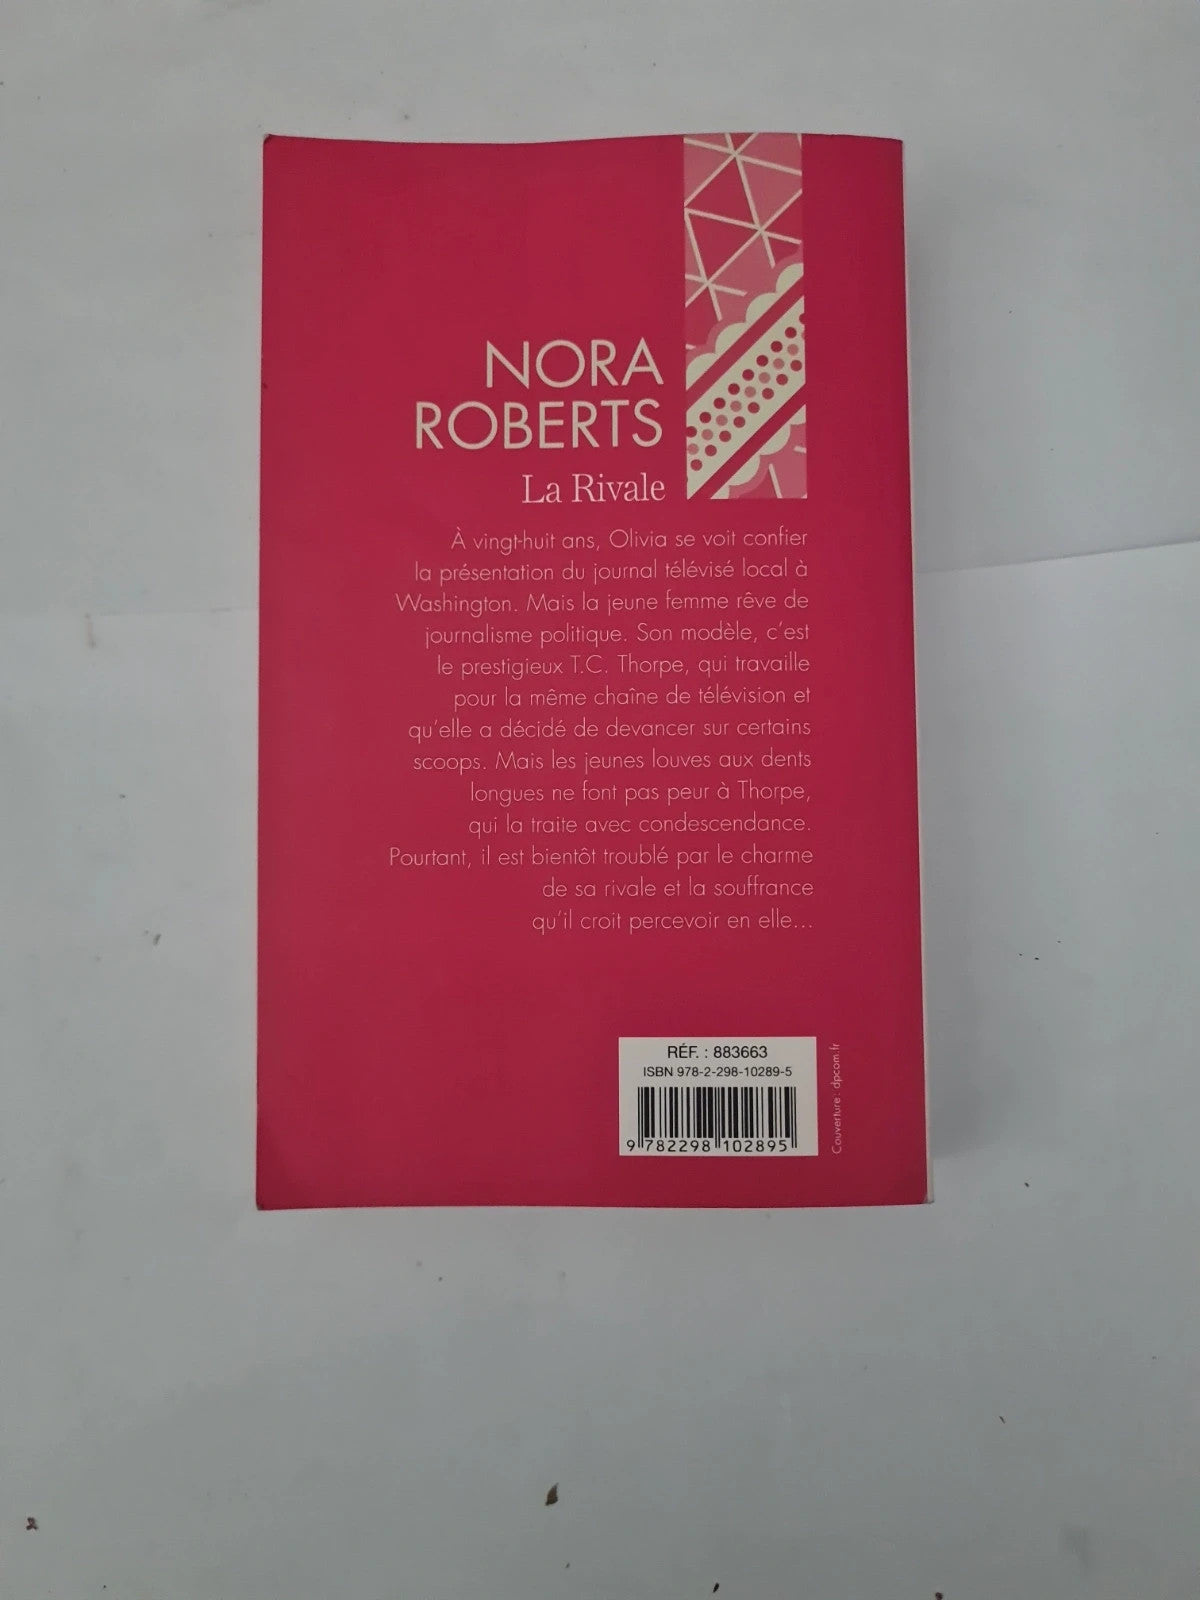 NORA
ROBERTS
La Rivale
À vingt-huit ans, Olivia se voit confier
la présentation du journal télévisé local à
Washington. Mais la jeune femme rêve de
journalisme politique. Son modèle, c'est
le prestigieux T.C. Thorpe, qui travaille
pour la même chaîne de télévision et
qu'elle a décidé de devancer sur certains
scoops. Mais les jeunes louves aux dents
longues ne font pas peur à Thorpe,
qui la traite avec condescendance.
Pourtant, il est bientôt troublé par le charme
de sa rivale et la souffrance
qu'il croit percevoir en elle...
RÉF. : 883663
ISBN 978-2-298-10289-5
9 782298 102895
Couverture : dpcom.fr